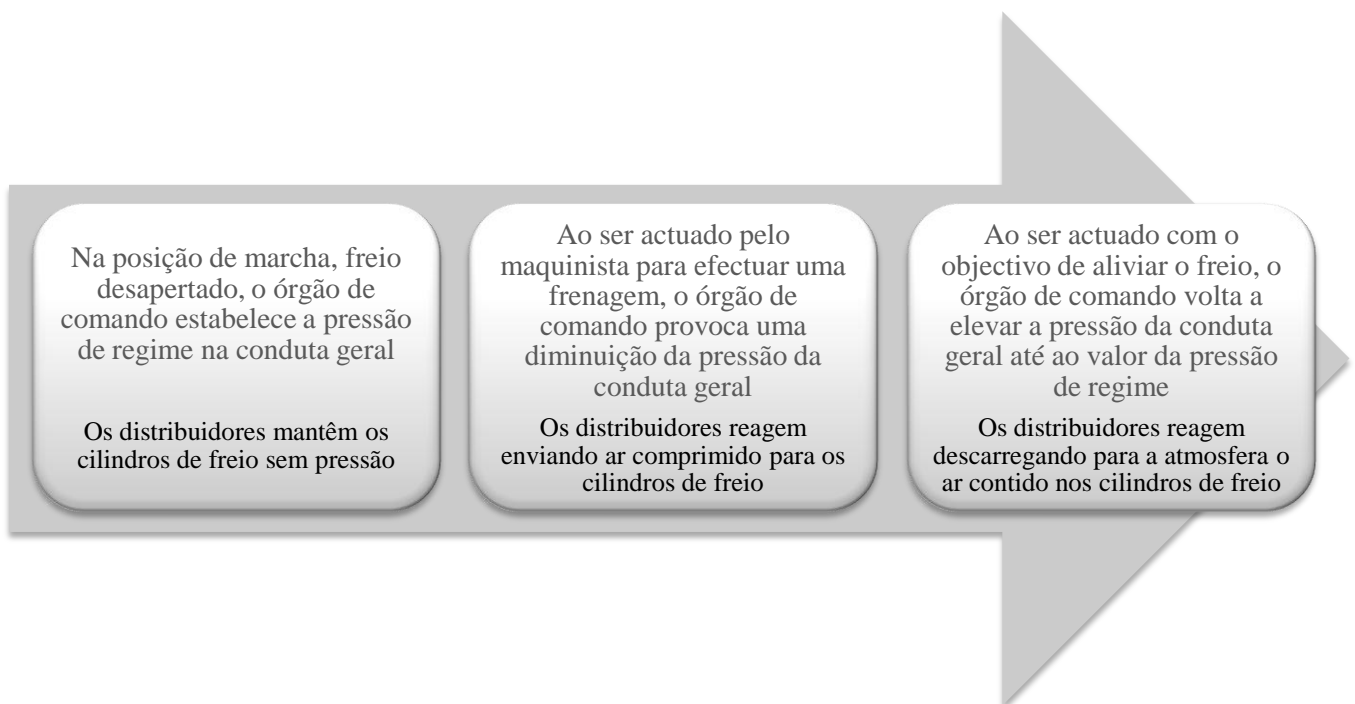 Na posição de marcha, freio
desapertado, o órgão de
comando estabelece a pressão
de regime na conduta geral
Os distribuidores mantêm os
cilindros de freio sem pressão
Ao ser actuado pelo
maquinista para efectuar uma
frenagem, o órgão de
comando provoca uma
diminuição da pressão da
conduta geral
Os distribuidores reagem
enviando ar comprimido para os
cilindros de freio
Ao ser actuado com o
objectivo de aliviar o freio, o
órgão de comando volta a
elevar a pressão da conduta
geral até ao valor da pressão
de regime
Os distribuidores reagem
descarregando para a atmosfera o
ar contido nos cilindros de freio